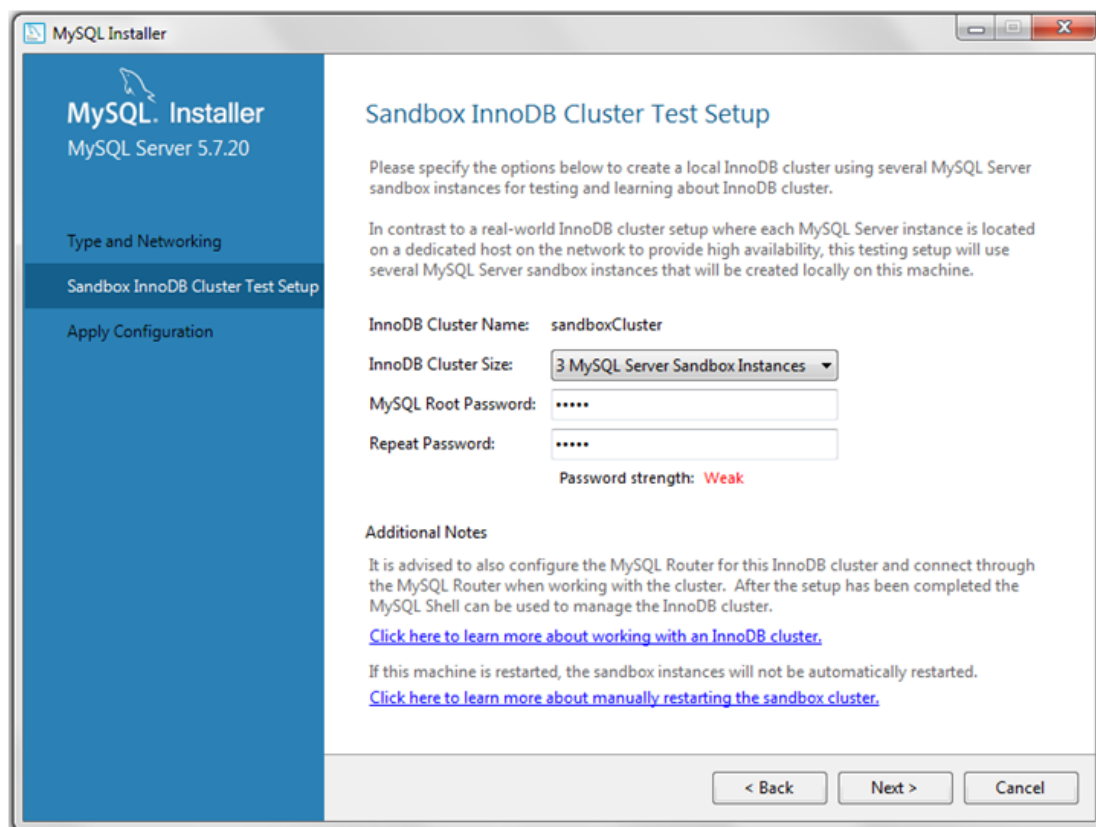 MySQL Installer
MySQL. Installer
MySQL Server 5.7.20
Type and Networking
Sandbox InnoDB Cluster Test Setup
Apply Configuration
Sandbox InnoDB Cluster Test Setup
Please specify the options below to create a local InnoDB cluster using several MySQL Server
sandbox instances for testing and learning about InnoDB cluster.
In contrast to a real-world InnoDB cluster setup where each MySQL Server instance is located
on a dedicated host on the network to provide high availability, this testing setup will use
several MySQL Server sandbox instances that will be created locally on this machine.
InnoDB Cluster Name: sandboxCluster
InnoDB Cluster Size: 3 MySQL Server Sandbox Instances
MySQL Root Password: •••••
Repeat Password: •••••
Password strength: Weak
Additional Notes
It is advised to also configure the MySQL Router for this InnoDB cluster and connect through
the MySQL Router when working with the cluster. After the setup has been completed the
MySQL Shell can be used to manage the InnoDB cluster.
Click here to learn more about working with an InnoDB cluster.
If this machine is restarted, the sandbox instances will not be automatically restarted.
Click here to learn more about manually restarting the sandbox cluster.
< Back Next > Cancel